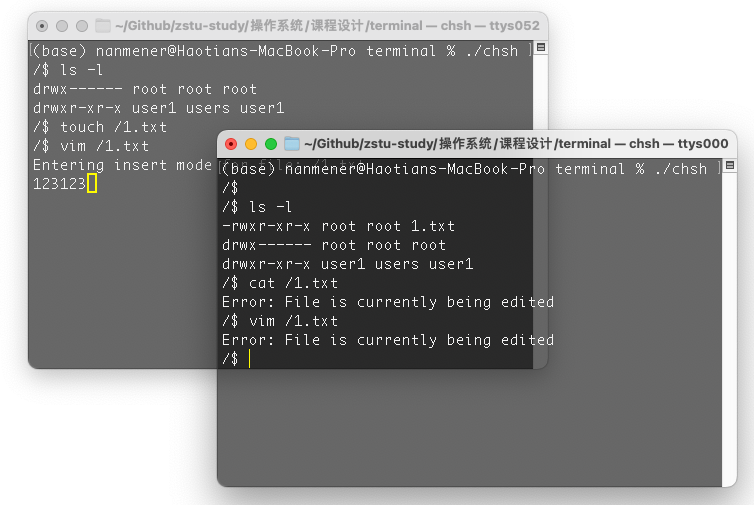 ~/Github/zstu-study/操作系统/课程设计/terminal — chsh — ttys052
(base) nanmener@Haotians-MacBook-Pro terminal % ./chsh
/$ ls -l
drwx------ root root root
drwxr-xr-x user1 users user1
/$ touch /1.txt
/$ vim /1.txt
Entering insert mode for file: /1.txt
123123
~/Github/zstu-study/操作系统/课程设计/terminal — chsh — ttys000
(base) nanmener@Haotians-MacBook-Pro terminal % ./chsh
/$
/$ ls -l
-rwxr-xr-x root root 1.txt
drwx------ root root root
drwxr-xr-x user1 users user1
/$ cat /1.txt
Error: File is currently being edited
/$ vim /1.txt
Error: File is currently being edited
/$